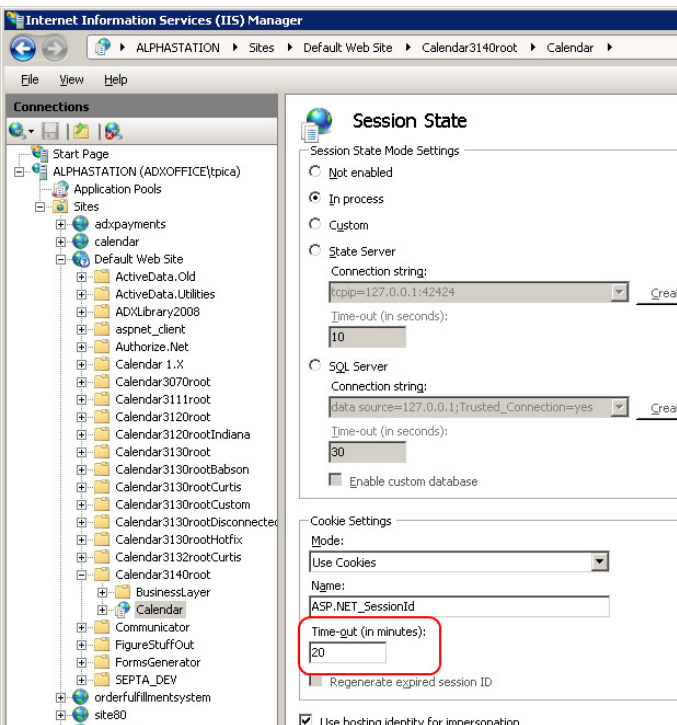 Internet Information Services (IIS) Manager
ALPHASTATION Sites Default Web Site Calendar3140root Calendar
File View Help
Connections
Start Page
ALPHASTATION (ADXOFFICE\tpica)
Application Pools
Sites
adxpayments
calendar
Default Web Site
ActiveData.Old
ActiveData.Utilities
ADXLibrary2008
aspnet_client
Authorize.Net
Calendar 1.X
Calendar3070root
Calendar3111root
Calendar3120root
Calendar3120rootIndiana
Calendar3130root
Calendar3130rootBabson
Calendar3130rootCurtis
Calendar3130rootCustom
Calendar3130rootDisconnected
Calendar3130rootHotfix
Calendar3132rootCurtis
Calendar3140root
BusinessLayer
Calendar
Communicator
FigureStuffOut
FormsGenerator
SEPTA_DEV
orderfulfillmentsystem
site80
Session State
Session State Mode Settings
Not enabled
In process
Custom
State Server
Connection string:
tcpip=127.0.0.1:42424
Creat
Time-out (in seconds):
10
SQL Server
Connection string:
data source=127.0.0.1;Trusted_Connection=yes
Creat
Time-out (in seconds):
30
Enable custom database
Cookie Settings
Mode:
Use Cookies
Name:
ASP.NET_SessionId
Time-out (in minutes):
20
Regenerate expired session ID
Use hosting identity for impersonation